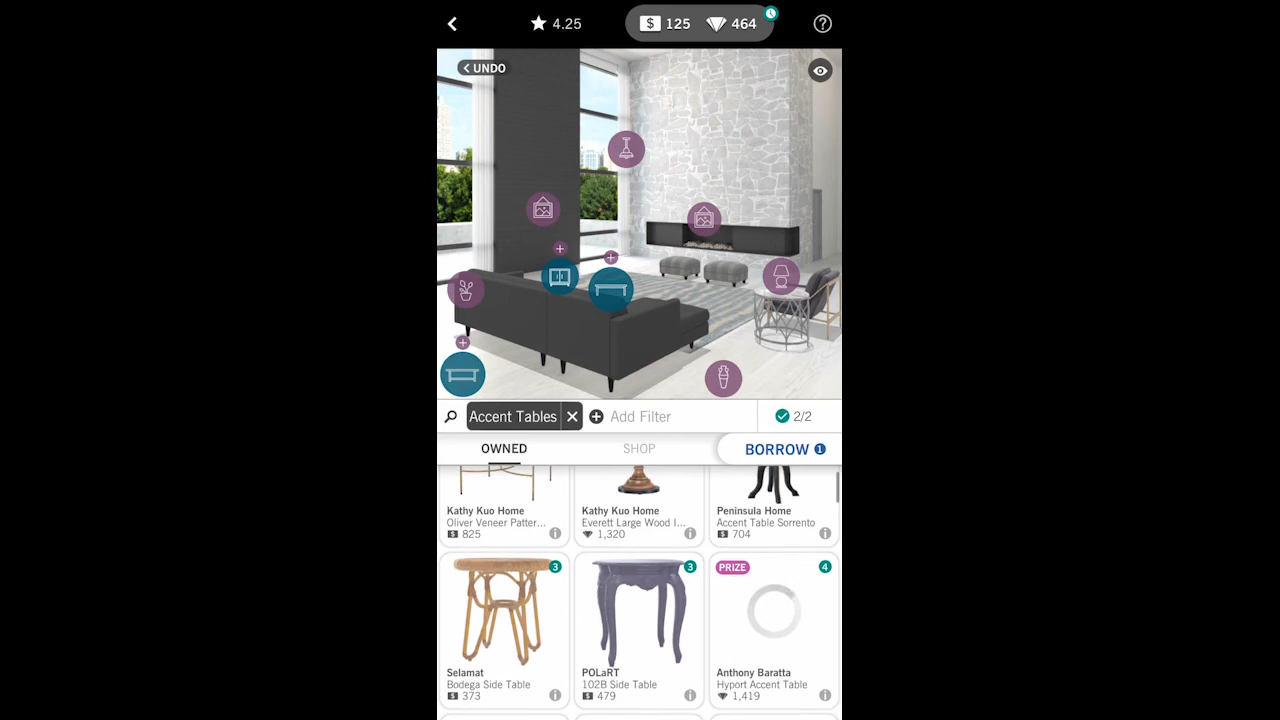 4.25
$ 125
464
?
< UNDO
Accent Tables X
Add Filter
2/2
OWNED
SHOP
BORROW 1
Kathy Kuo Home
Oliver Veneer Patter...
$ 825
i
Kathy Kuo Home
Everett Large Wood I...
1,320
i
Peninsula Home
Accent Table Sorrento
$ 704
i
3
Selamat
Bodega Side Table
$ 373
i
3
POLaRT
102B Side Table
$ 479
i
PRIZE
4
Anthony Baratta
Hyport Accent Table
1,419
i